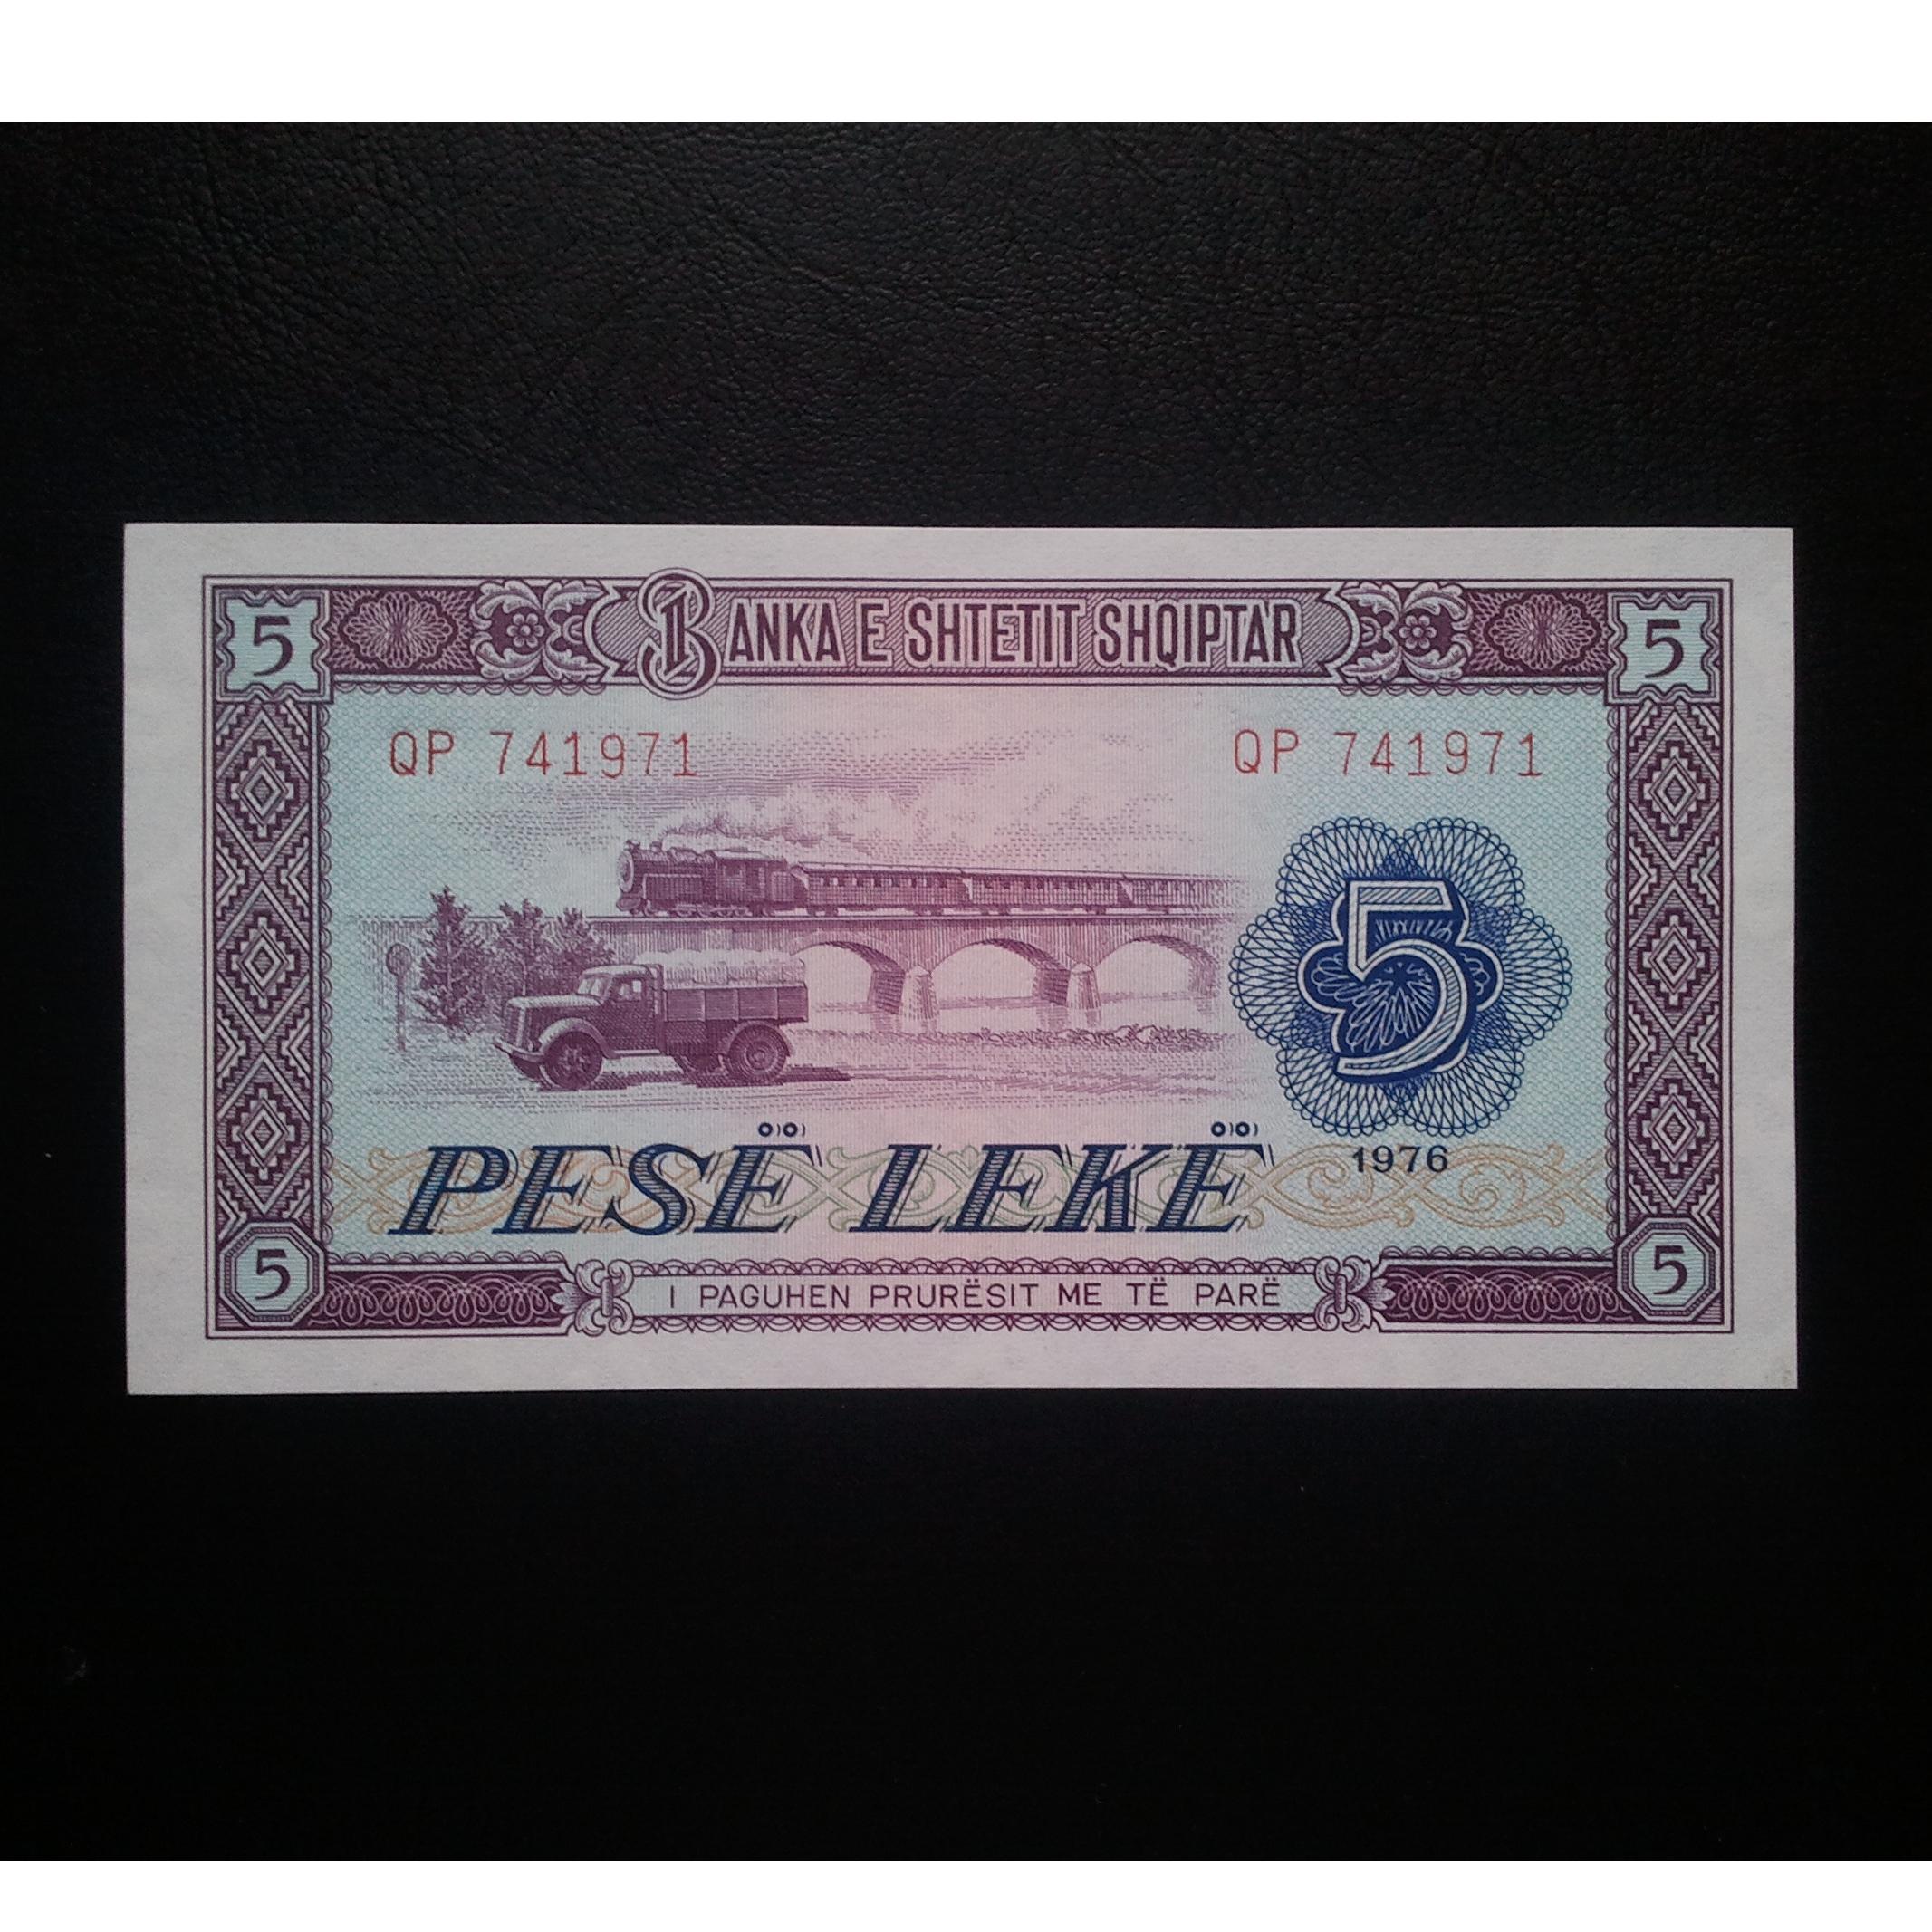 5 BANKA E SHTETIT SHQIPTAR 5
QP 741971 QP 741971
5
PESË LEKË 1976
5 I PAGUHEN PRURËSIT ME TË PARË 5